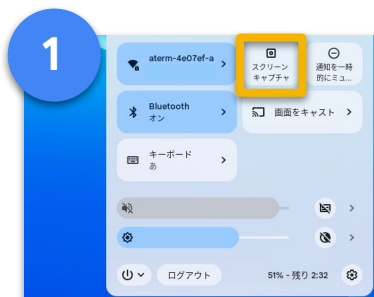 1
aterm-4e07ef-a
スクリーン
キャプチャ
通知を一時
的にミュ...
Bluetooth
オン
画面をキャスト
キーボード
あ
ログアウト
51% - 残り 2:32